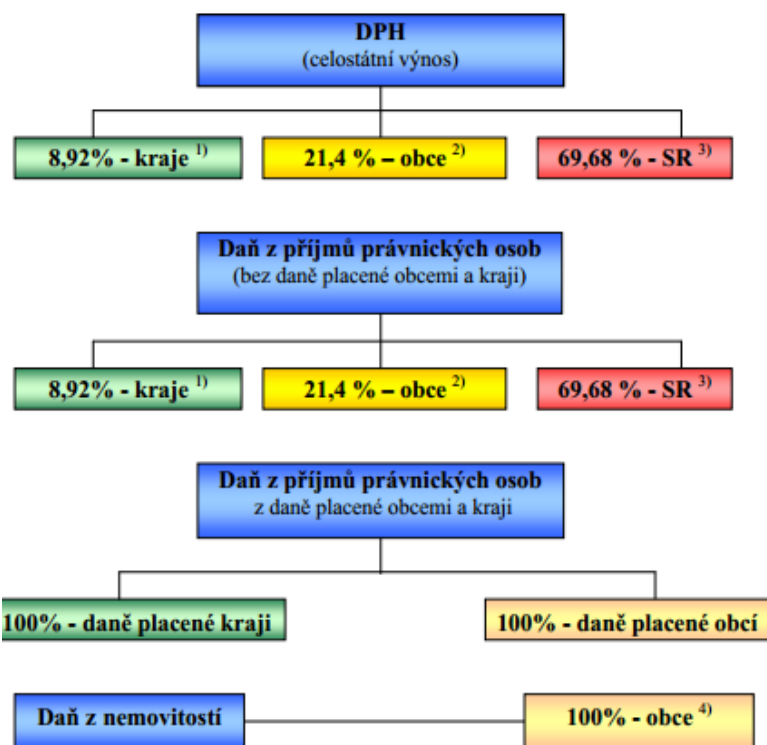 DPH
(celostátní výnos)
8,92% - kraje 1)
21,4 % – obce 2)
69,68 % - SR 3)
Daň z příjmů právnických osob
(bez daně placené obcemi a kraji)
8,92% - kraje 1)
21,4 % – obce 2)
69,68 % - SR 3)
Daň z příjmů právnických osob
z daně placené obcemi a kraji
100% - daně placené kraji
100% - daně placené obcí
Daň z nemovitostí
100% - obce 4)